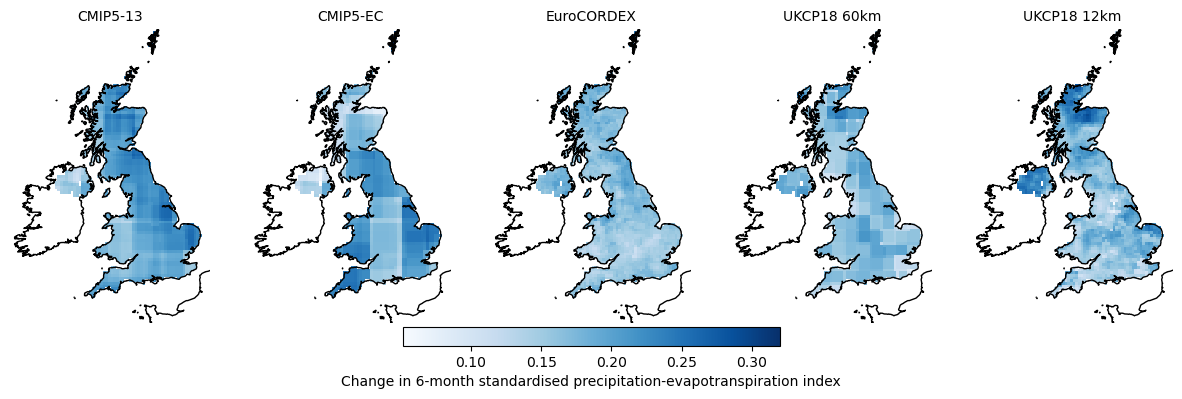 CMIP5-13
CMIP5-EC
EuroCORDEX
UKCP18 60km
UKCP18 12km
0.10
0.15
0.20
0.25
0.30
Change in 6-month standardised precipitation-evapotranspiration index